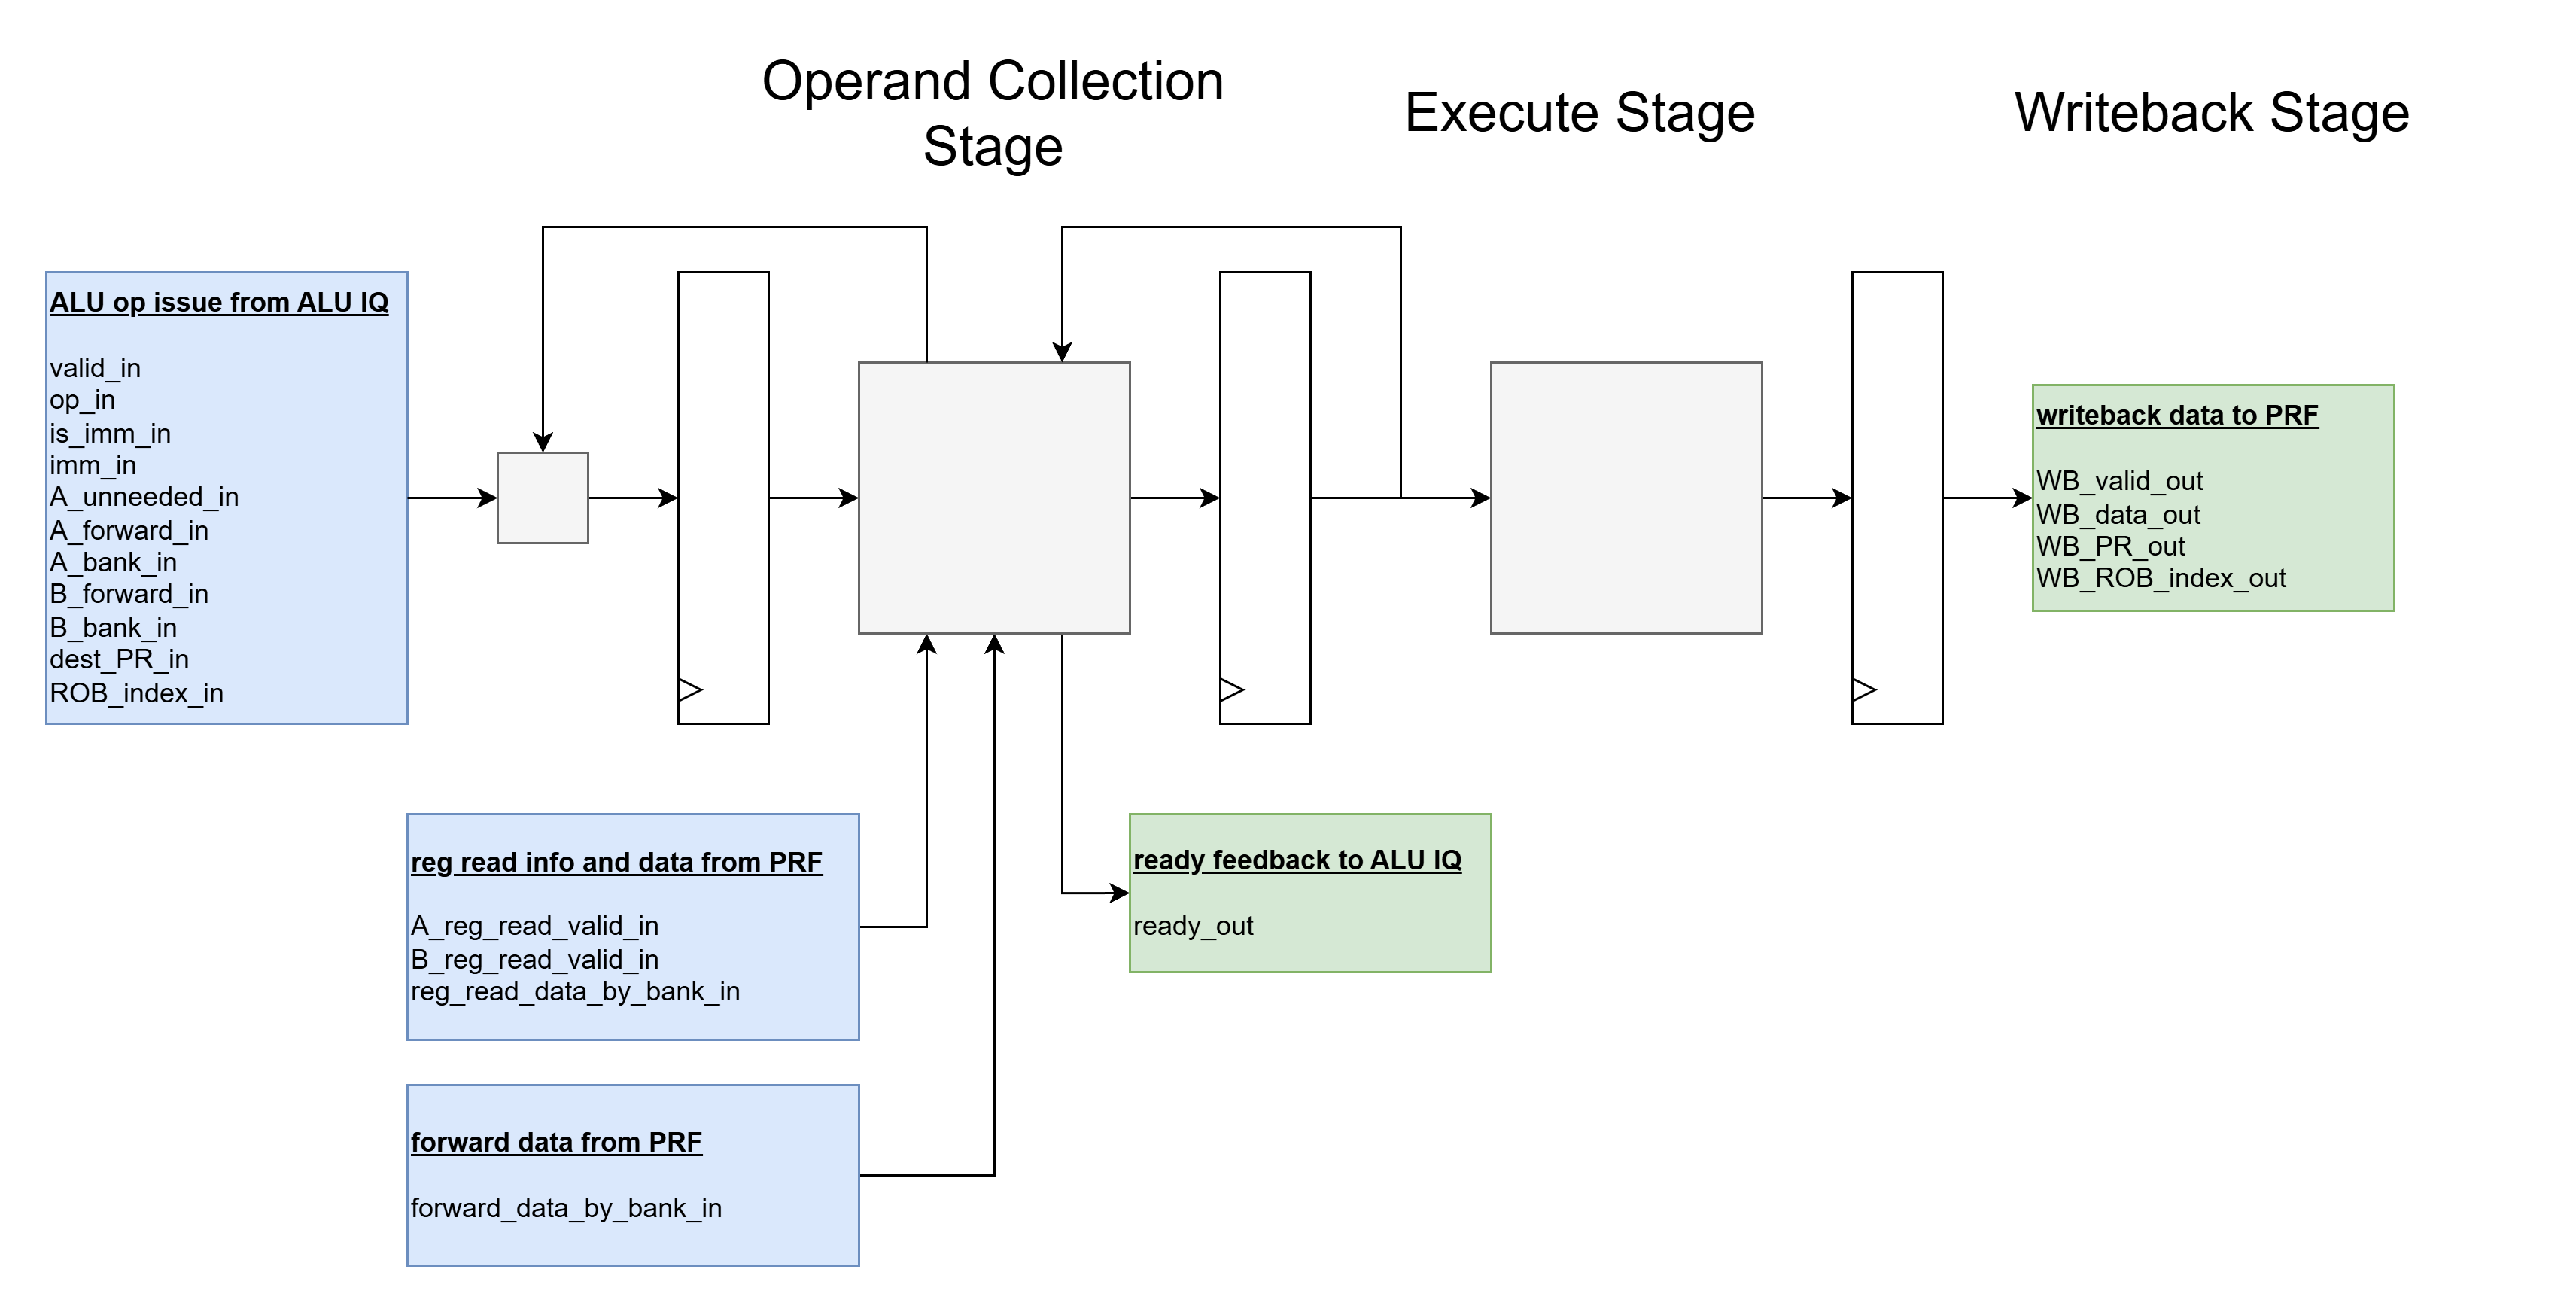 Operand Collection
Stage
Execute Stage
Writeback Stage
ALU op issue from ALU IQ
valid_in
op_in
is_imm_in
imm_in
A_unneeded_in
A_forward_in
A_bank_in
B_forward_in
B_bank_in
dest_PR_in
ROB_index_in
writeback data to PRF
WB_valid_out
WB_data_out
WB_PR_out
WB_ROB_index_out
reg read info and data from PRF
A_reg_read_valid_in
B_reg_read_valid_in
reg_read_data_by_bank_in
ready feedback to ALU IQ
ready_out
forward data from PRF
forward_data_by_bank_in